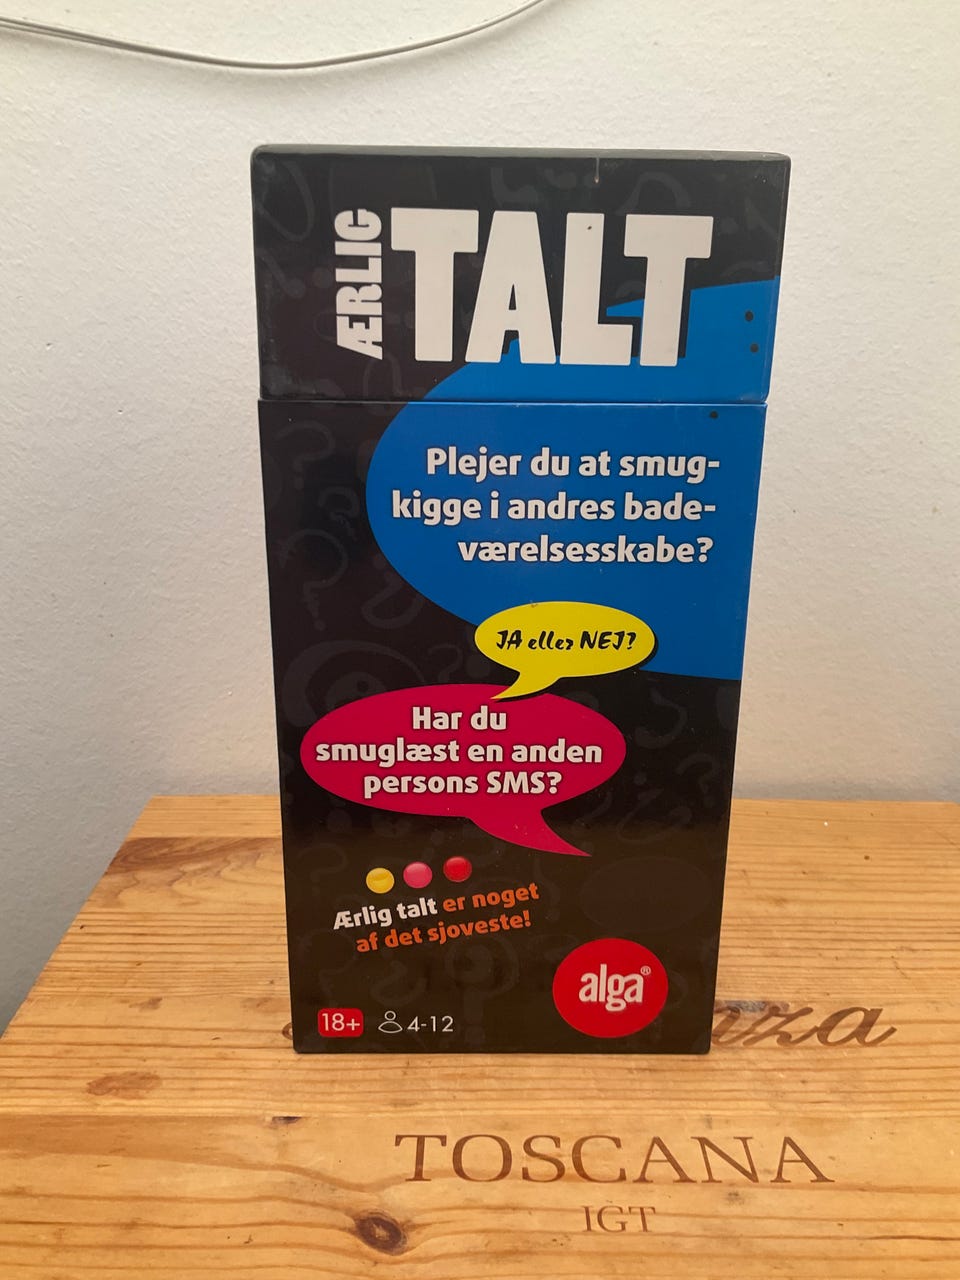 ÆRLIG
TALT
Plejer du at smug-
kigge i andres bade-
værelsesskabe?
JA eller NEJ?
Har du
smuglæst en anden
persons SMS?
Ærlig talt er noget
af det sjoveste!
alga®
18+ 4-12
TOSCANA
IGT